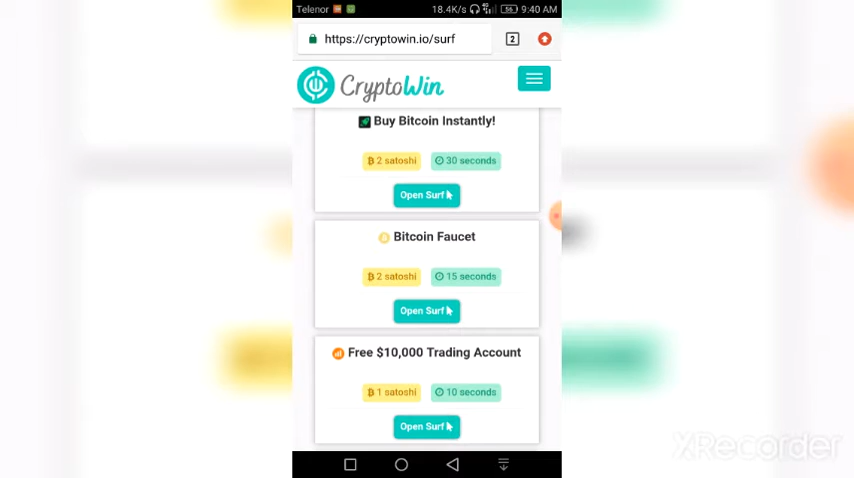 Telenor 18.4K/s 4G 56 9:40 AM
https://cryptowin.io/surf 2
CryptoWin
Buy Bitcoin Instantly!
2 satoshi 30 seconds
Open Surf
Bitcoin Faucet
2 satoshi 15 seconds
Open Surf
Free $10,000 Trading Account
1 satoshi 10 seconds
Open Surf
XRecorder